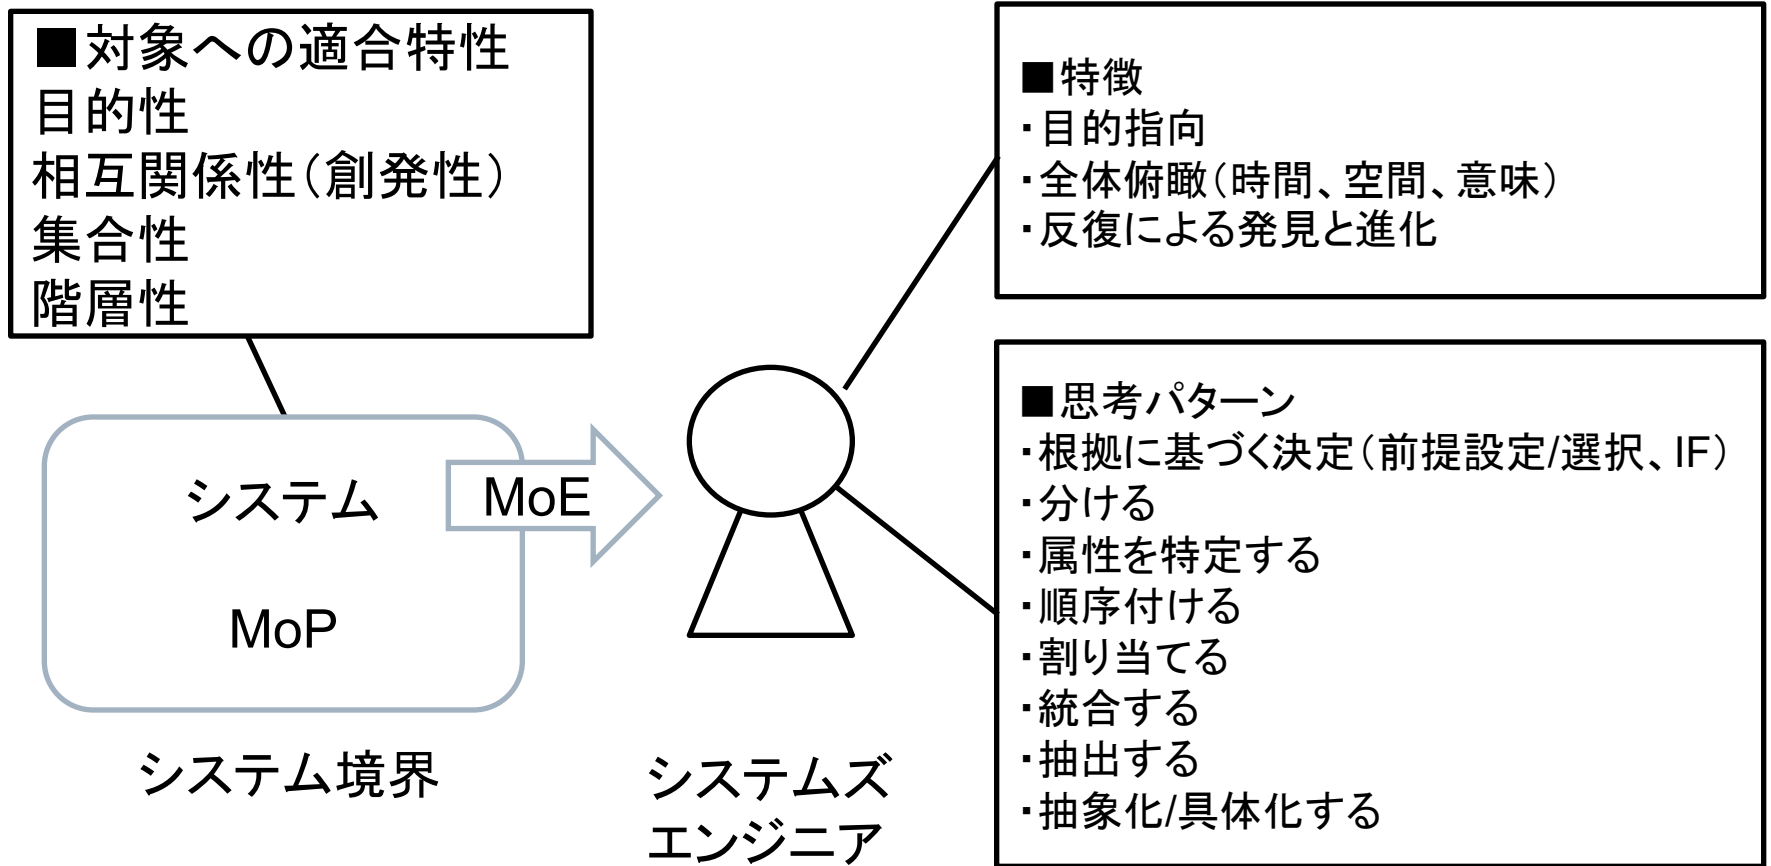 ■対象への適合特性
目的性
相互関係性（創発性）
集合性
階層性
システム
MoE
MoP
システム境界
システムズ
エンジニア
■特徴
・目的指向
・全体俯瞰（時間、空間、意味）
・反復による発見と進化
■思考パターン
・根拠に基づく決定（前提設定/選択、IF）
・分ける
・属性を特定する
・順序付ける
・割り当てる
・統合する
・抽出する
・抽象化/具体化する